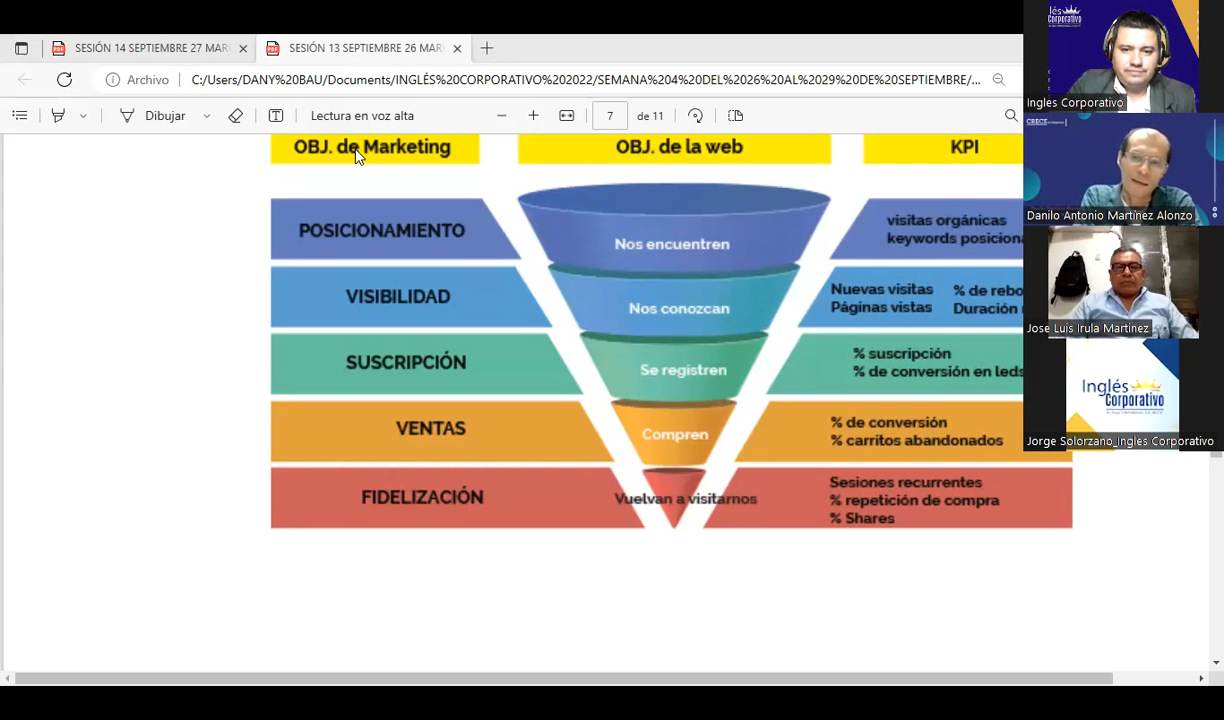 SESIÓN 14 SEPTIEMBRE 27 MAR
SESIÓN 13 SEPTIEMBRE 26 MAR
Archivo
C:/Users/DANY%20BAU/Documents/INGLÉS%20CORPORATIVO%202022/SEMANA%204%20DEL%2026%20AL%2029%20DE%20SEPTIEMBRE/...
Dibujar
Lectura en voz alta
7
de 11
OBJ. de Marketing
OBJ. de la web
KPI
POSICIONAMIENTO
Nos encuentren
visitas orgánicas
keywords posiciona
VISIBILIDAD
Nos conozcan
Nuevas visitas
% de rebo
Páginas vistas
Duración
SUSCRIPCIÓN
Se registren
% suscripción
% de conversión en leds
VENTAS
Compren
% de conversión
% carritos abandonados
FIDELIZACIÓN
Vuelvan a visitarnos
Sesiones recurrentes
% repetición de compra
% Shares
lés
Corporativo
Ingles Corporativo
CRECE
Danilo Antonio Martínez Alonzo
Jose Luis Irula Martinez
Inglés
Corporativo
Jorge Solorzano_Ingles Corporativo